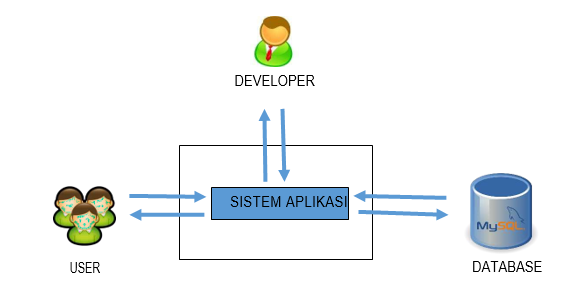 DEVELOPER
SISTEM APLIKASI
MySQL
USER
DATABASE